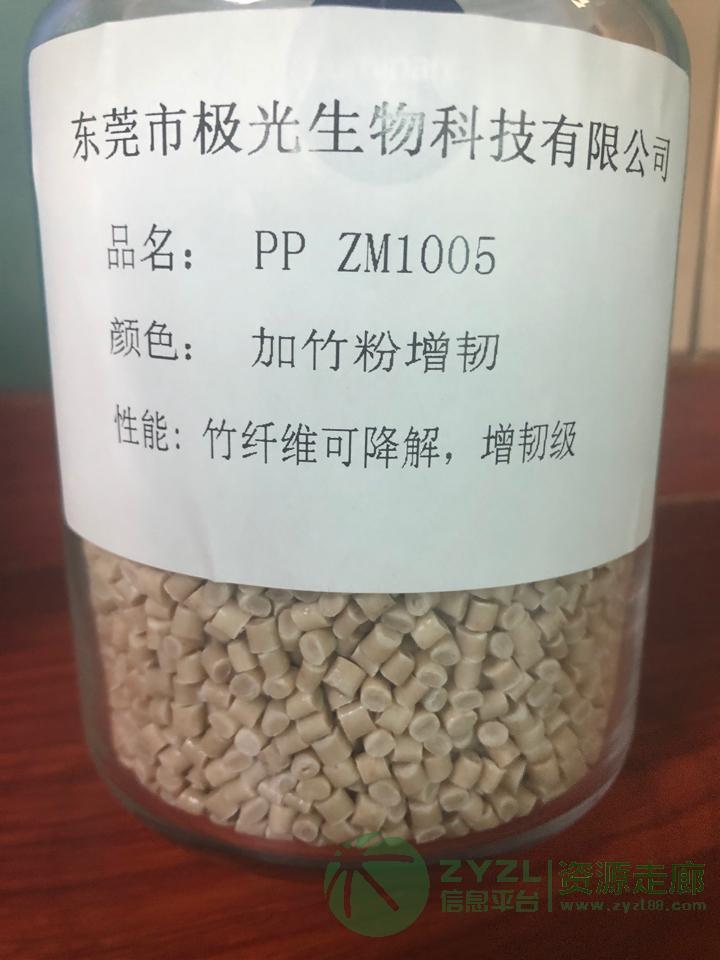 东莞市极光生物科技有限公司
品名： PP ZM1005
颜色： 加竹粉增韧
性能：竹纤维可降解，增韧级
ZYZL
信息平台
资源走廊
www.zyzl88.com